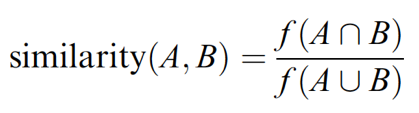 similarity(A, B) = f(A ∩ B) / f(A ∪ B)